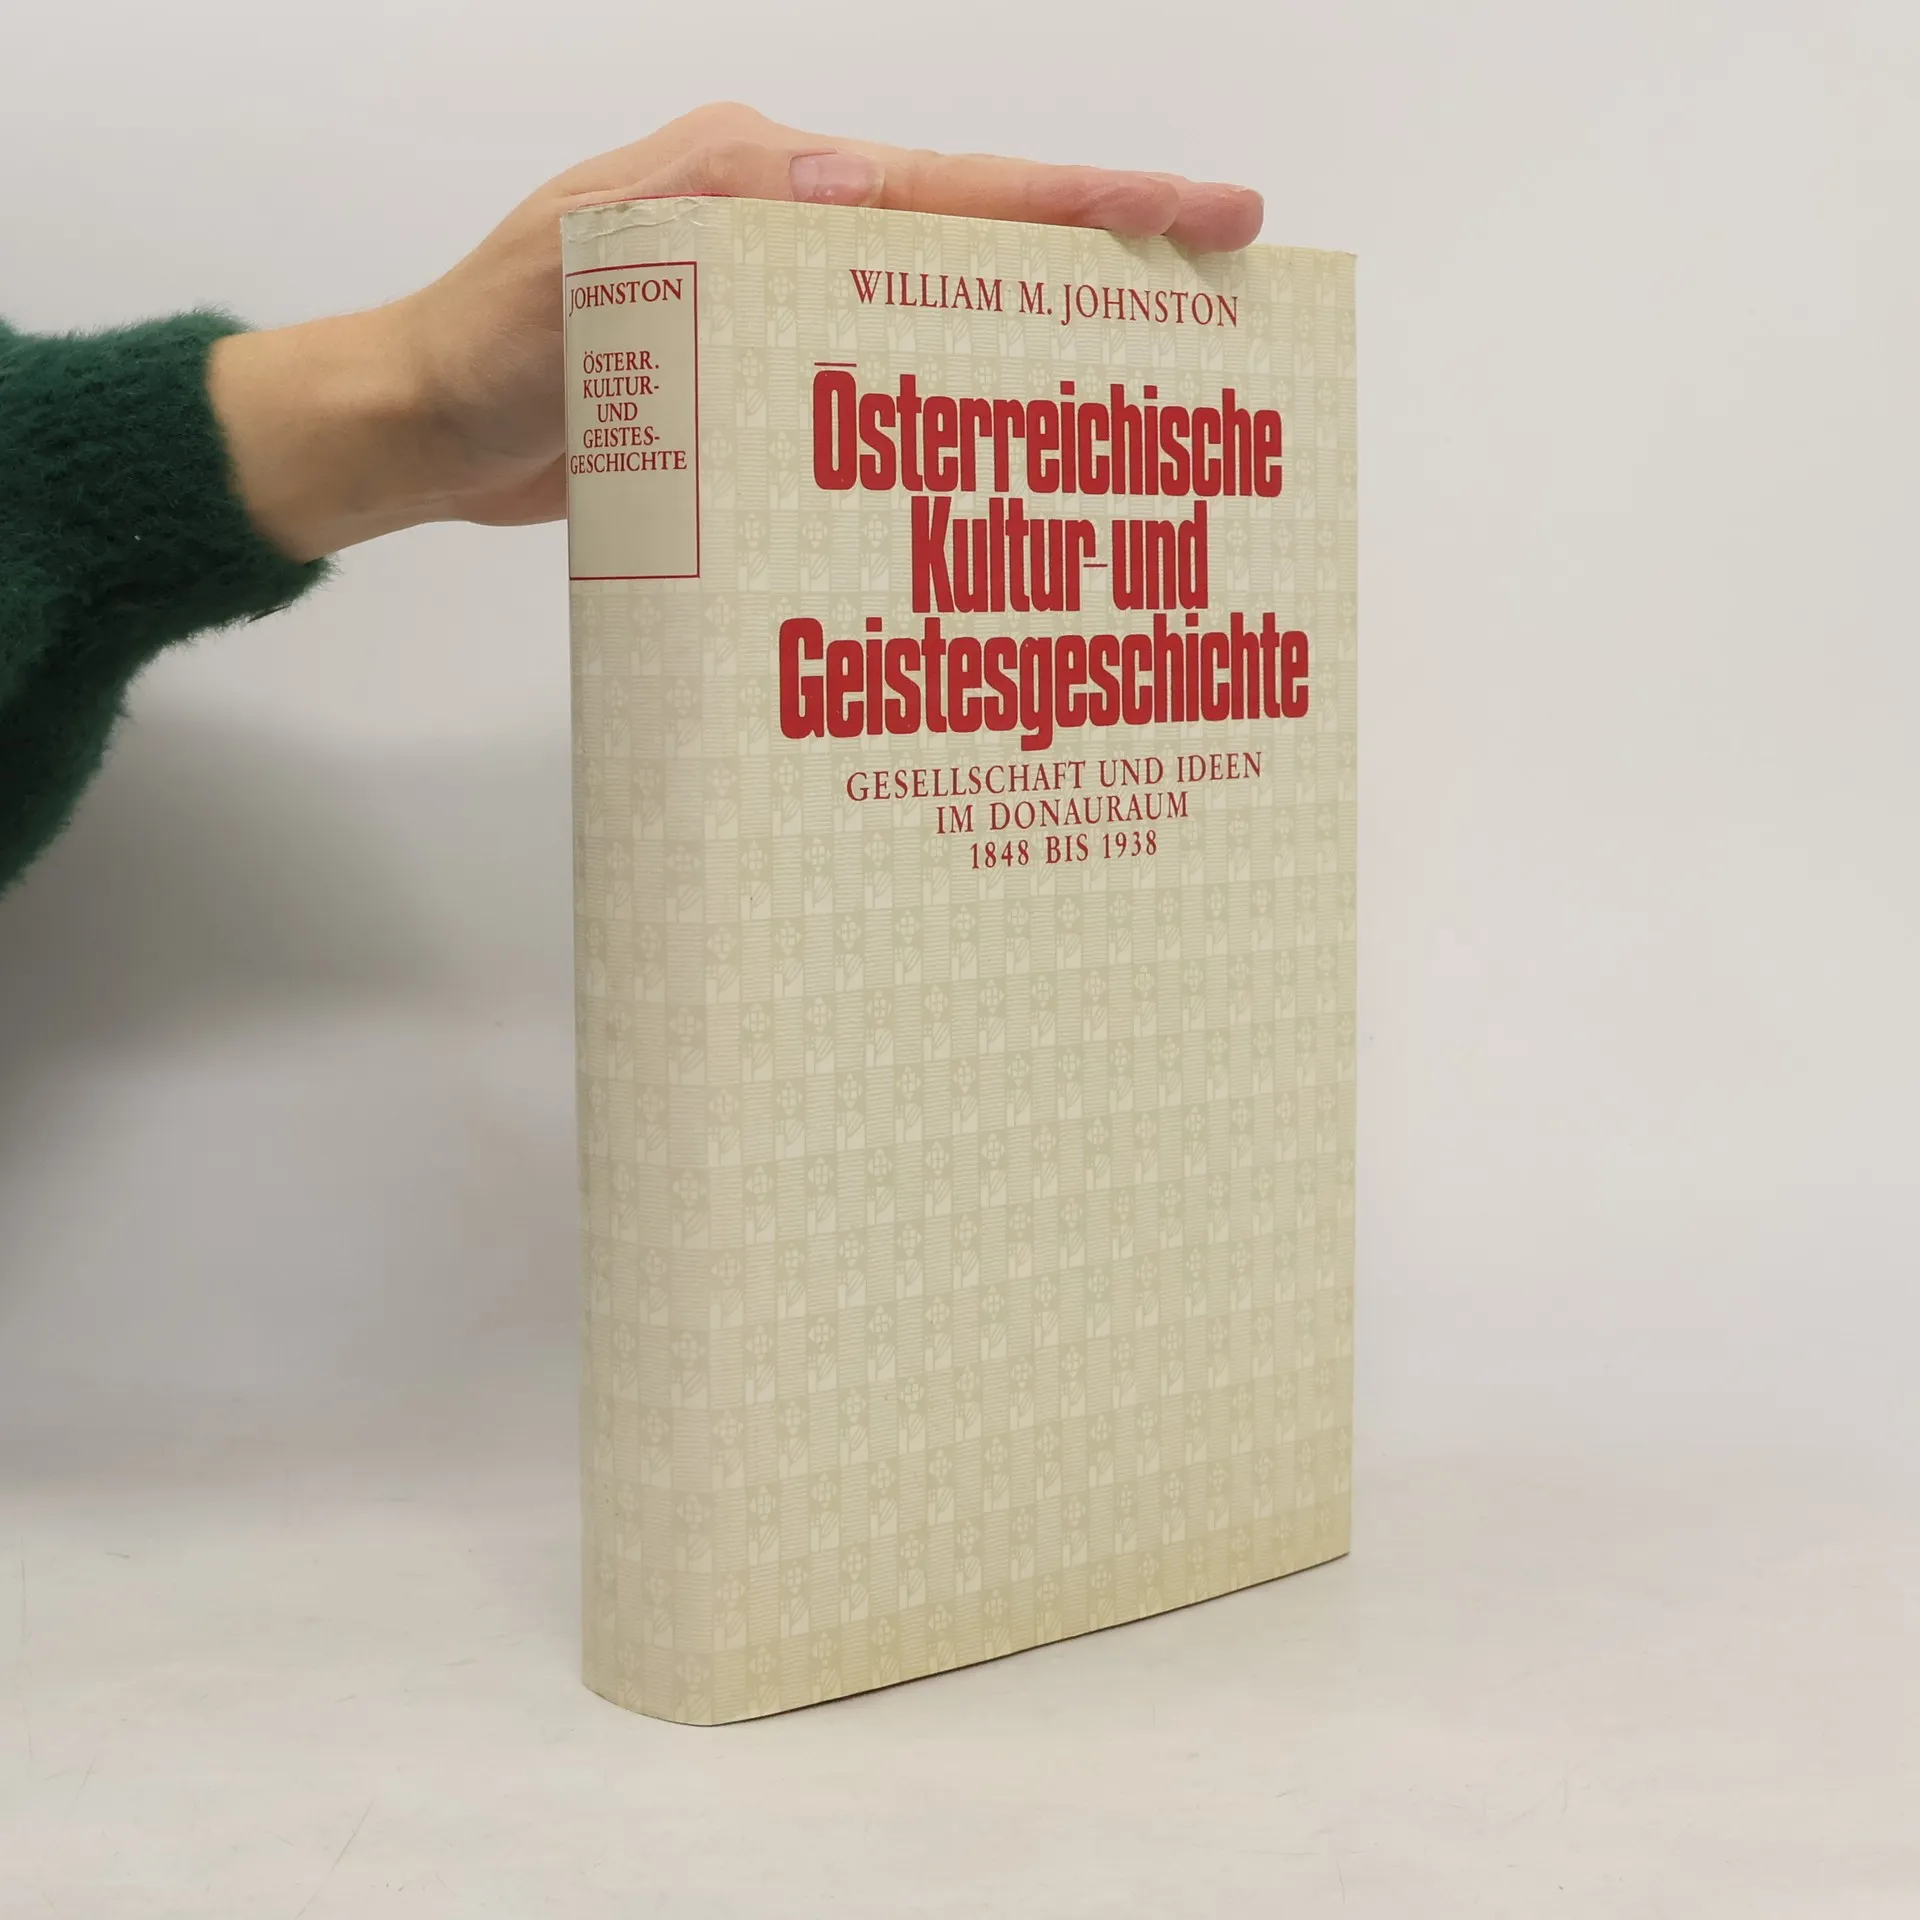 JOHNSTON
ÖSTERR.
KULTUR-
UND
GEISTES-
GESCHICHTE
WILLIAM M. JOHNSTON
Österreichische
Kultur-und
Geistesgeschichte
GESELLSCHAFT UND IDEEN
IM DONAURAUM
1848 BIS 1938